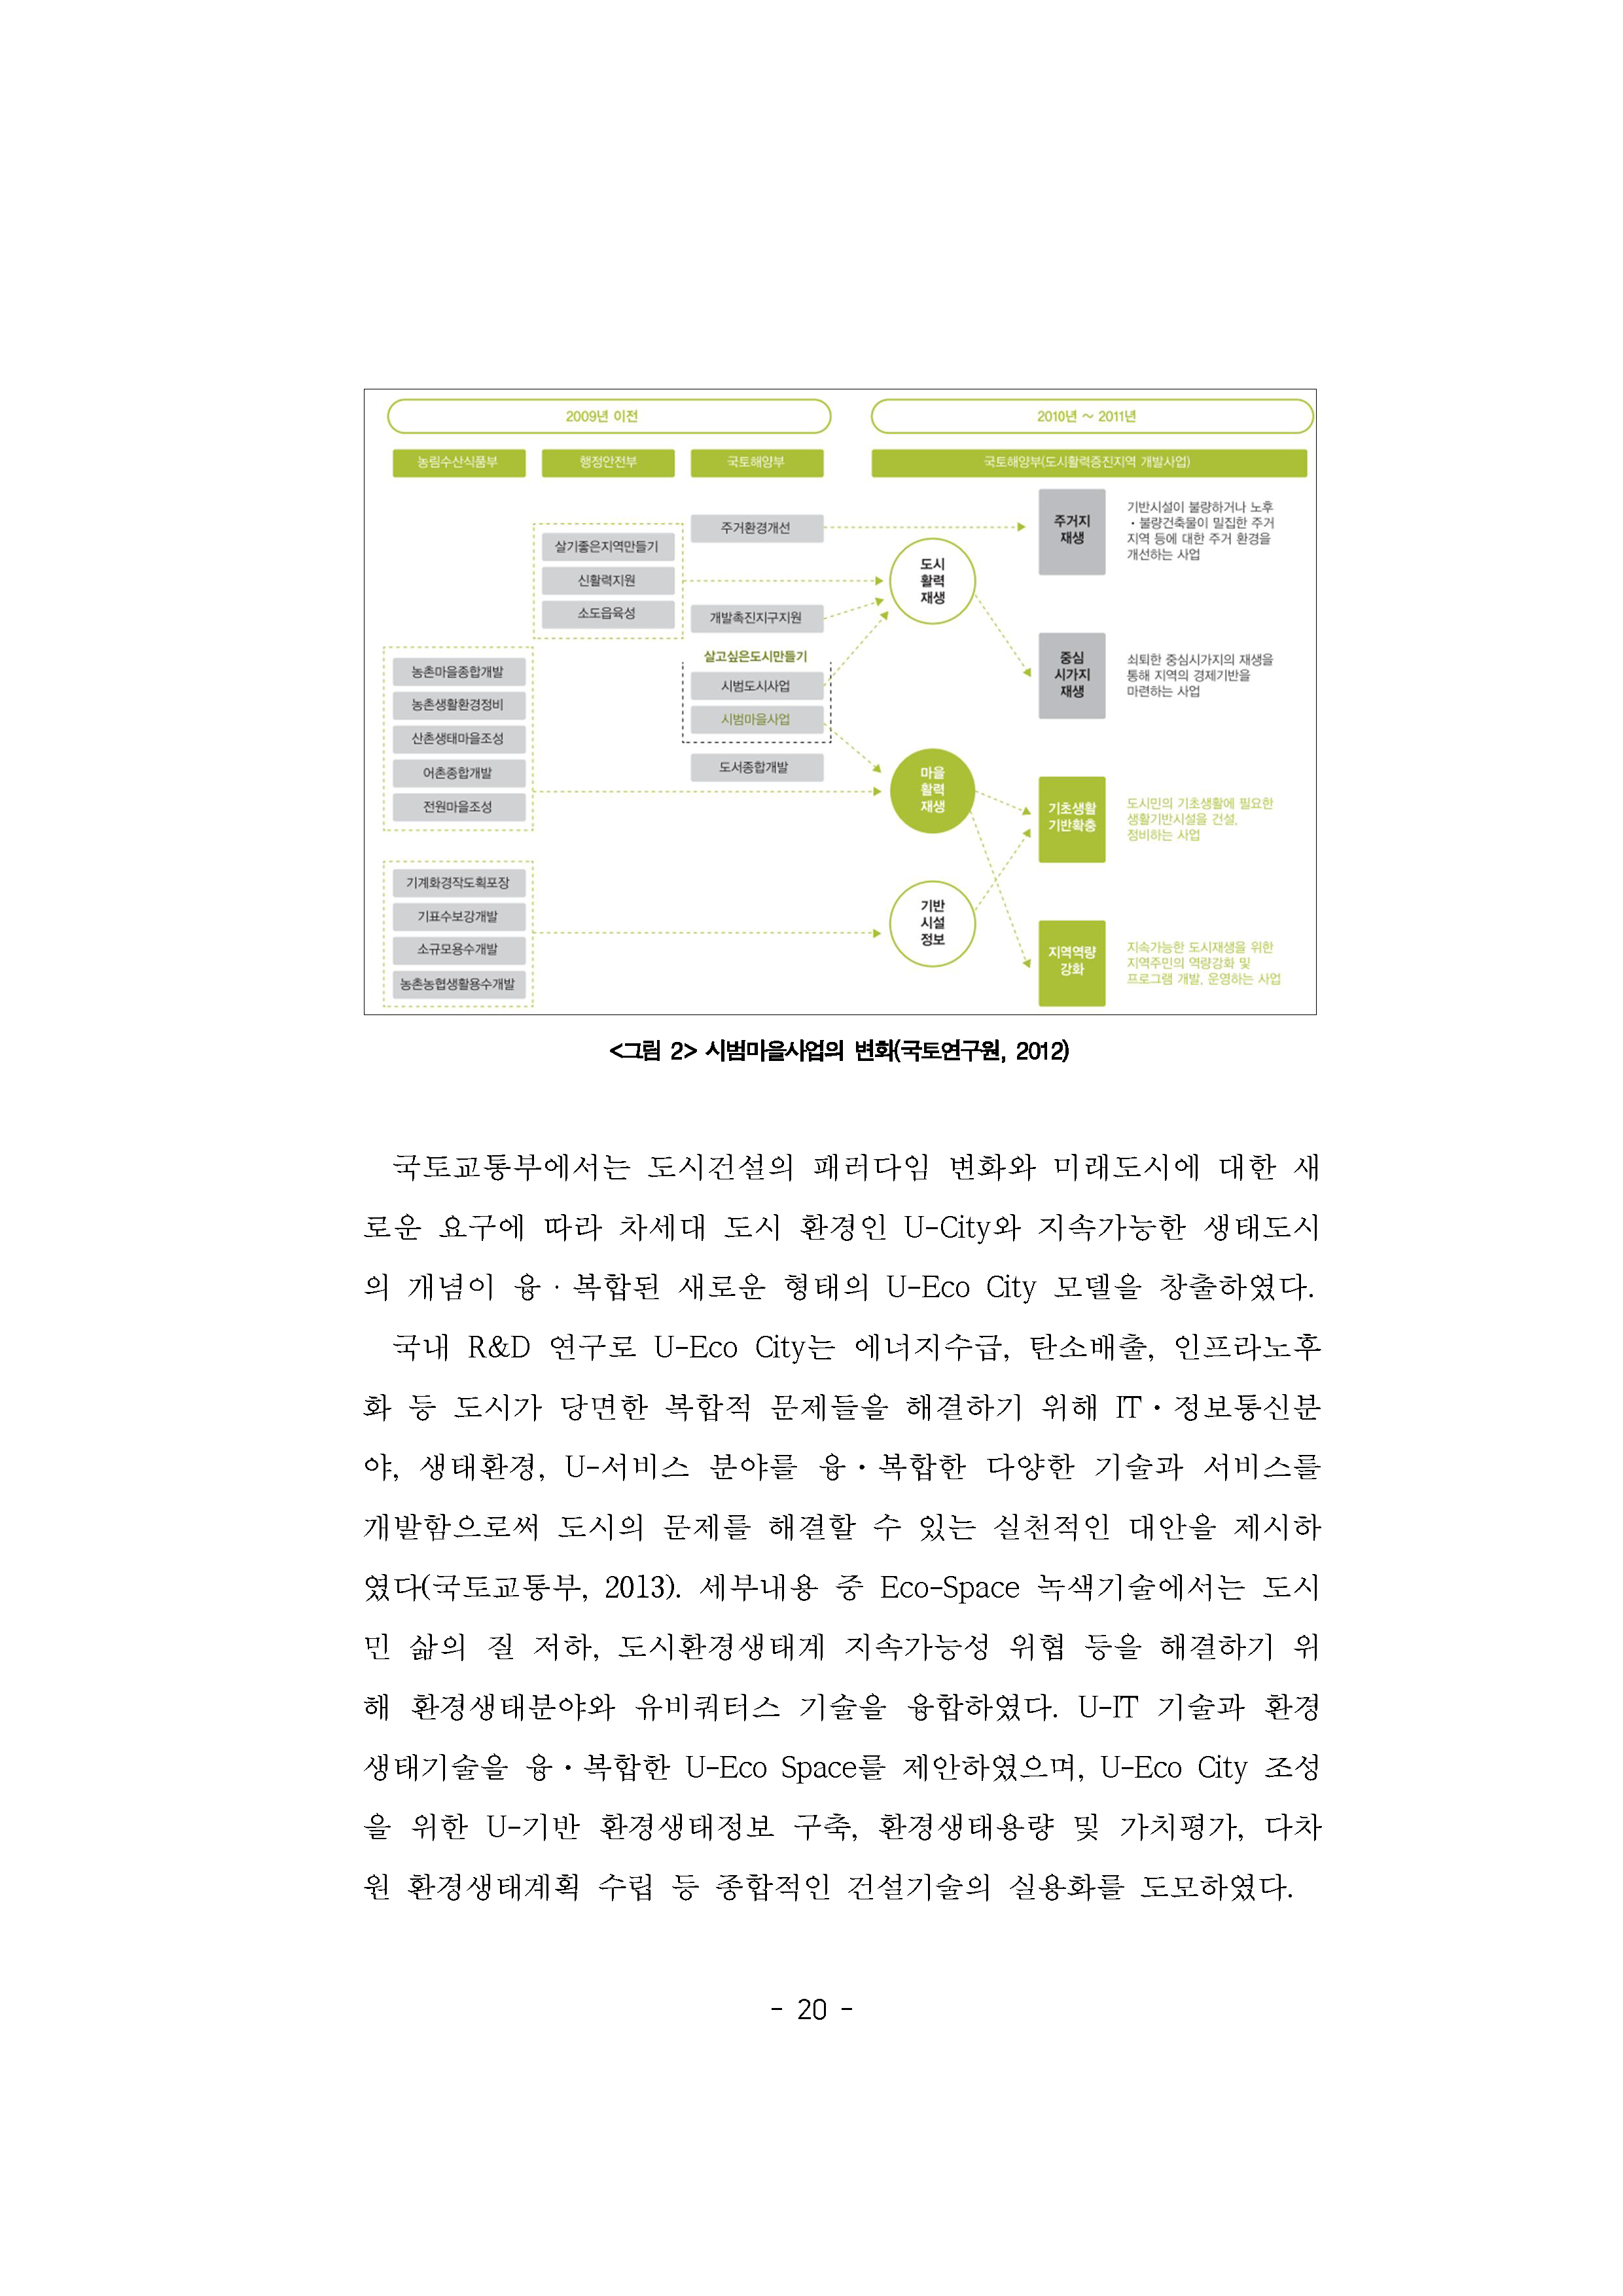 2009년 이전
2010년 ~ 2011년
농림수산식품부
행정안전부
국토해양부
국토해양부(도시활력증진지역 개발사업)
살기좋은지역만들기
신활력지원
소도읍육성
주거환경개선
개발촉진지구지원
살고싶은도시만들기
시범도시사업
시범마을사업
도서종합개발
농촌마을종합개발
농촌생활환경정비
산촌생태마을조성
어촌종합개발
전원마을조성
기계화경작도획포장
기표수보강개발
소규모용수개발
농촌농협생활용수개발
도시
활력
재생
마을
활력
재생
기반
시설
정보
주거지
재생
기반시설이 불량하거나 노후
・불량건축물이 밀집한 주거
지역 등에 대한 주거 환경을
개선하는 사업
중심
시가지
재생
쇠퇴한 중심시가지의 재생을
통해 지역의 경제기반을
마련하는 사업
기초생활
기반확충
도시민의 기초생활에 필요한
생활기반시설을 건설,
정비하는 사업
지역역량
강화
지속가능한 도시재생을 위한
지역주민의 역량강화 및
프로그램 개발, 운영하는 사업
<그림 2> 시범마을사업의 변화(국토연구원, 2012)
국토교통부에서는 도시건설의 패러다임 변화와 미래도시에 대한 새
로운 요구에 따라 차세대 도시 환경인 U-City와 지속가능한 생태도시
의 개념이 융·복합된 새로운 형태의 U-Eco City 모델을 창출하였다.
국내 R&D 연구로 U-Eco City는 에너지수급, 탄소배출, 인프라노후
화 등 도시가 당면한 복합적 문제들을 해결하기 위해 IT・정보통신분
야, 생태환경, U-서비스 분야를 융・복합한 다양한 기술과 서비스를
개발함으로써 도시의 문제를 해결할 수 있는 실천적인 대안을 제시하
였다(국토교통부, 2013). 세부내용 중 Eco-Space 녹색기술에서는 도시
민 삶의 질 저하, 도시환경생태계 지속가능성 위협 등을 해결하기 위
해 환경생태분야와 유비쿼터스 기술을 융합하였다. U-IT 기술과 환경
생태기술을 융・복합한 U-Eco Space를 제안하였으며, U-Eco City 조성
을 위한 U-기반 환경생태정보 구축, 환경생태용량 및 가치평가, 다차
원 환경생태계획 수립 등 종합적인 건설기술의 실용화를 도모하였다.
- 20 -